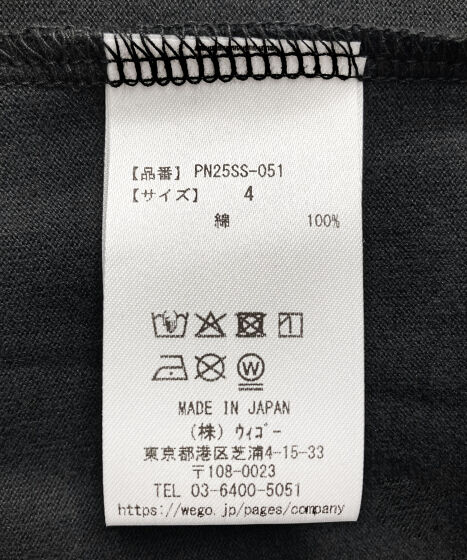 【品番】 PN25SS-051
【サイズ】 4
綿 100%
W
MADE IN JAPAN
(株) ウィゴー
東京都港区芝浦4-15-33
〒108-0023
TEL 03-6400-5051
https://wego.jp/pages/company